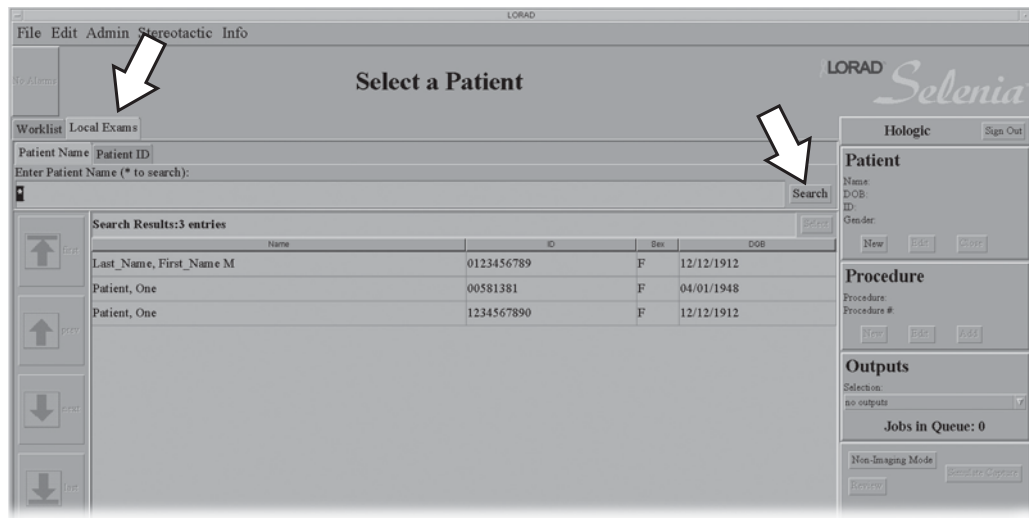 LORAD
File Edit Admin Stereotactic Info
No Alarms
Select a Patient
LORAD
Selenia
Worklist Local Exams
Hologic Sign Out
Patient Name Patient ID
Enter Patient Name (* to search):
* Search
Search Results:3 entries Select
Name ID Sex DOB
Last_Name, First_Name M 0123456789 F 12/12/1912
Patient, One 00581381 F 04/01/1948
Patient, One 1234567890 F 12/12/1912
first
prev
next
last
Patient
Name:
DOB:
ID:
Gender:
New Edit Close
Procedure
Procedure:
Procedure #:
New Edit Add
Outputs
Selection:
no outputs
Jobs in Queue: 0
Non-Imaging Mode
Simulate Capture
Review